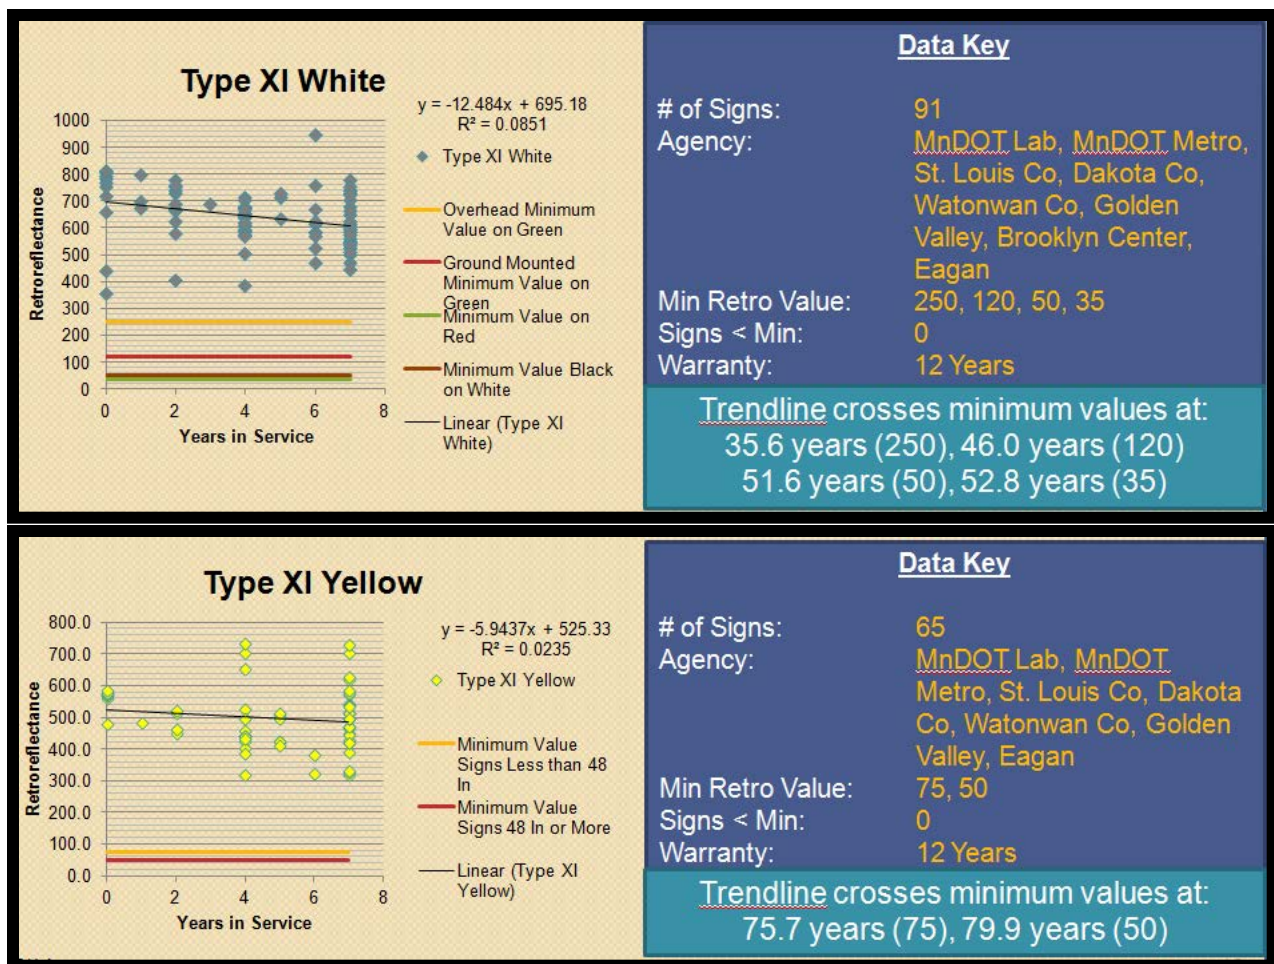 Type XI White
y = -12.484x + 695.18
R² = 0.0851
1000
900
800
700
600
500
400
300
200
100
0
0 2 4 6 8
Retroreflectance
Years in Service
Type XI White
Overhead Minimum
Value on Green
Ground Mounted
Minimum Value on
Green
Minimum Value on
Red
Minimum Value Black
on White
Linear (Type XI
White)
Data Key
# of Signs: 91
Agency: MnDOT Lab, MnDOT Metro,
St. Louis Co, Dakota Co,
Watonwan Co, Golden
Valley, Brooklyn Center,
Eagan
Min Retro Value: 250, 120, 50, 35
Signs < Min: 0
Warranty: 12 Years
Trendline crosses minimum values at:
35.6 years (250), 46.0 years (120)
51.6 years (50), 52.8 years (35)
Type XI Yellow
y = -5.9437x + 525.33
R² = 0.0235
800.0
700.0
600.0
500.0
400.0
300.0
200.0
100.0
0.0
0 2 4 6 8
Retroreflectance
Years in Service
Type XI Yellow
Minimum Value
Signs Less than 48
In
Minimum Value
Signs 48 In or More
Linear (Type XI
Yellow)
Data Key
# of Signs: 65
Agency: MnDOT Lab, MnDOT
Metro, St. Louis Co, Dakota
Co, Watonwan Co, Golden
Valley, Eagan
Min Retro Value: 75, 50
Signs < Min: 0
Warranty: 12 Years
Trendline crosses minimum values at:
75.7 years (75), 79.9 years (50)